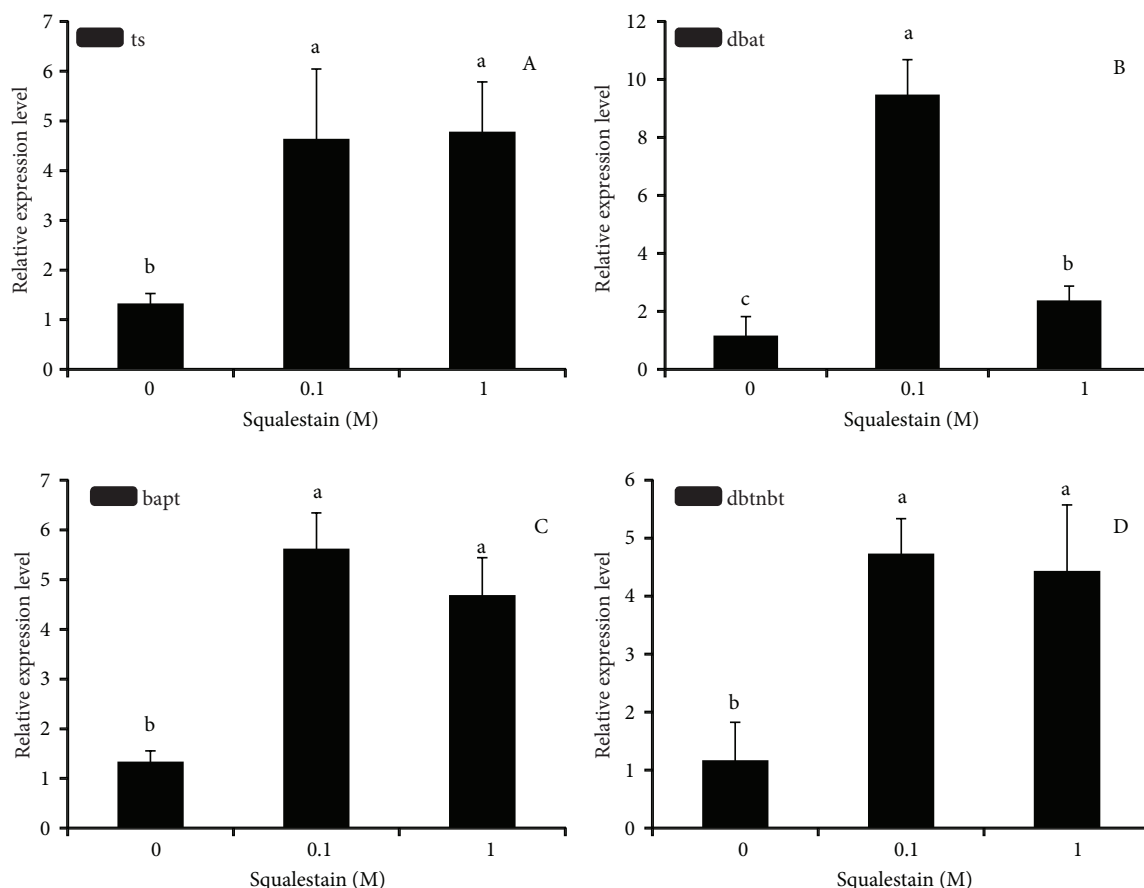 7
6
5
4
3
2
1
0
Relative expression level
ts
A
b
a
a
0
0.1
1
Squalestain (M)
12
10
8
6
4
2
0
Relative expression level
dbat
B
c
a
b
0
0.1
1
Squalestain (M)
7
6
5
4
3
2
1
0
Relative expression level
bapt
C
b
a
a
0
0.1
1
Squalestain (M)
6
5
4
3
2
1
0
Relative expression level
dbtnbt
D
b
a
a
0
0.1
1
Squalestain (M)